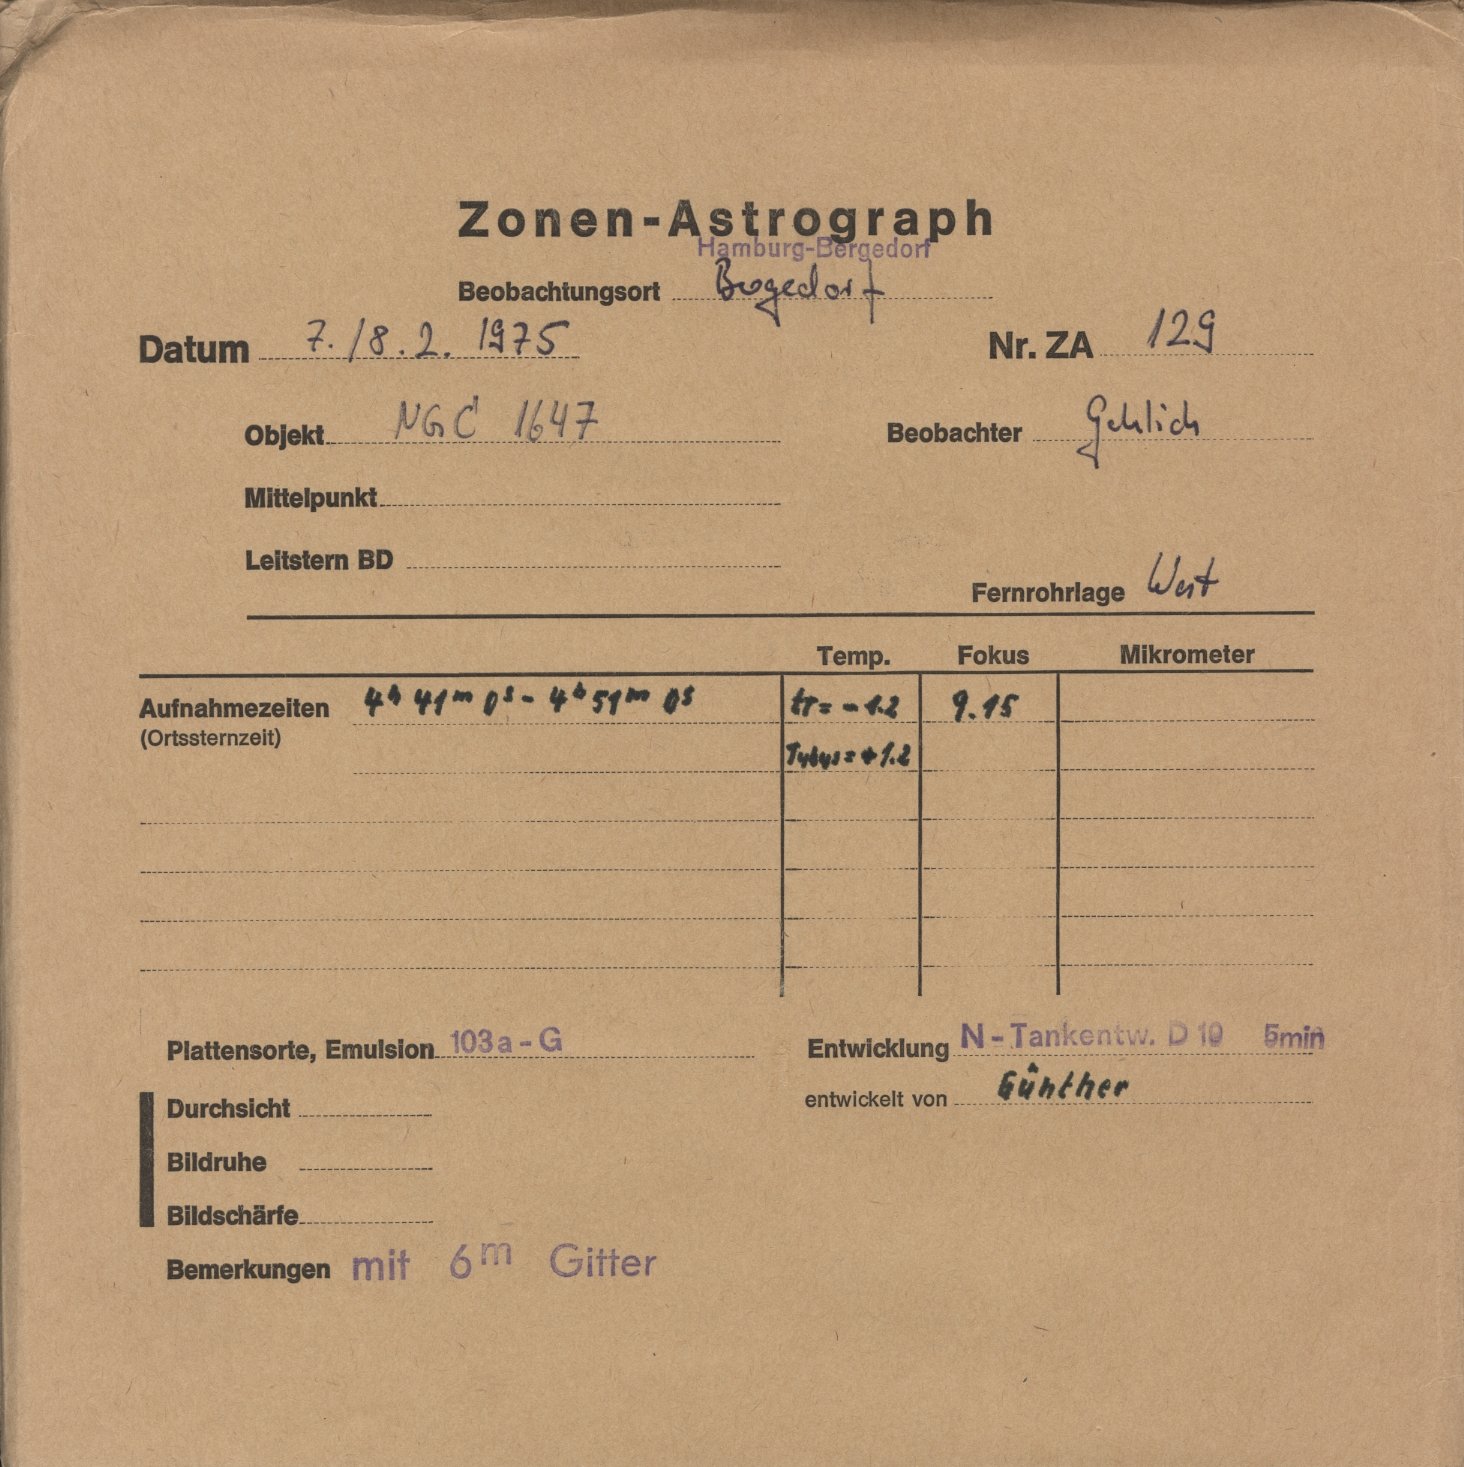 Zonen-Astrograph
Hamburg-Bergedorf
Beobachtungsort Bergedorf
Datum 7./8.2. 1975 Nr. ZA 129
Objekt NGC 1647 Beobachter Gehlich
Mittelpunkt
Leitstern BD
Fernrohrlage West
Temp. Fokus Mikrometer
Aufnahmezeiten 4h 41m 0s - 4h 51m 0s tr= -1.2 9.15
(Ortssternzeit)
Tubus=+1.2
Plattensorte, Emulsion 103a-G Entwicklung N-Tankentw. D 19 5min
entwickelt von Günther
Durchsicht
Bildruhe
Bildschärfe
Bemerkungen mit 6m Gitter